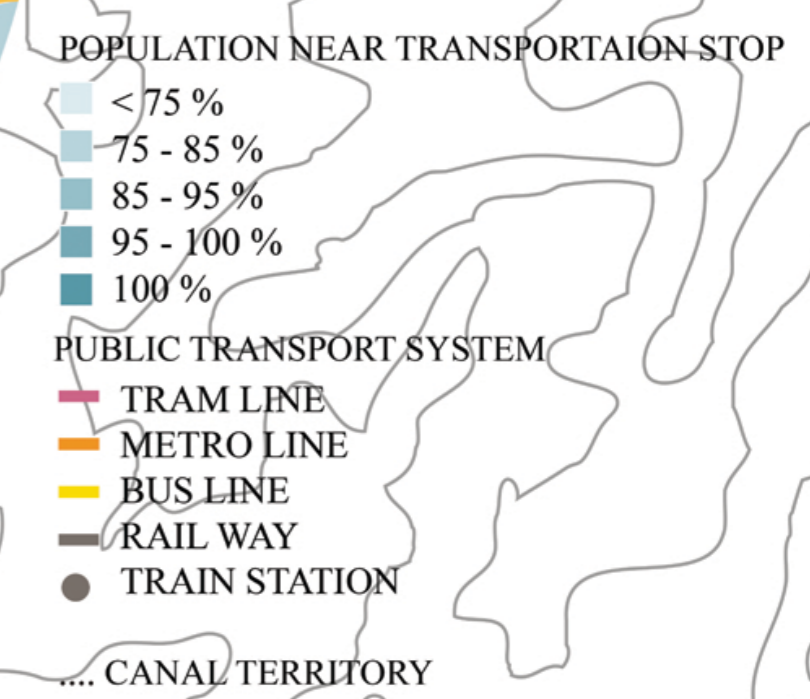 POPULATION NEAR TRANSPORTAION STOP
< 75 %
75 - 85 %
85 - 95 %
95 - 100 %
100 %
PUBLIC TRANSPORT SYSTEM
TRAM LINE
METRO LINE
BUS LINE
RAIL WAY
TRAIN STATION
.... CANAL TERRITORY